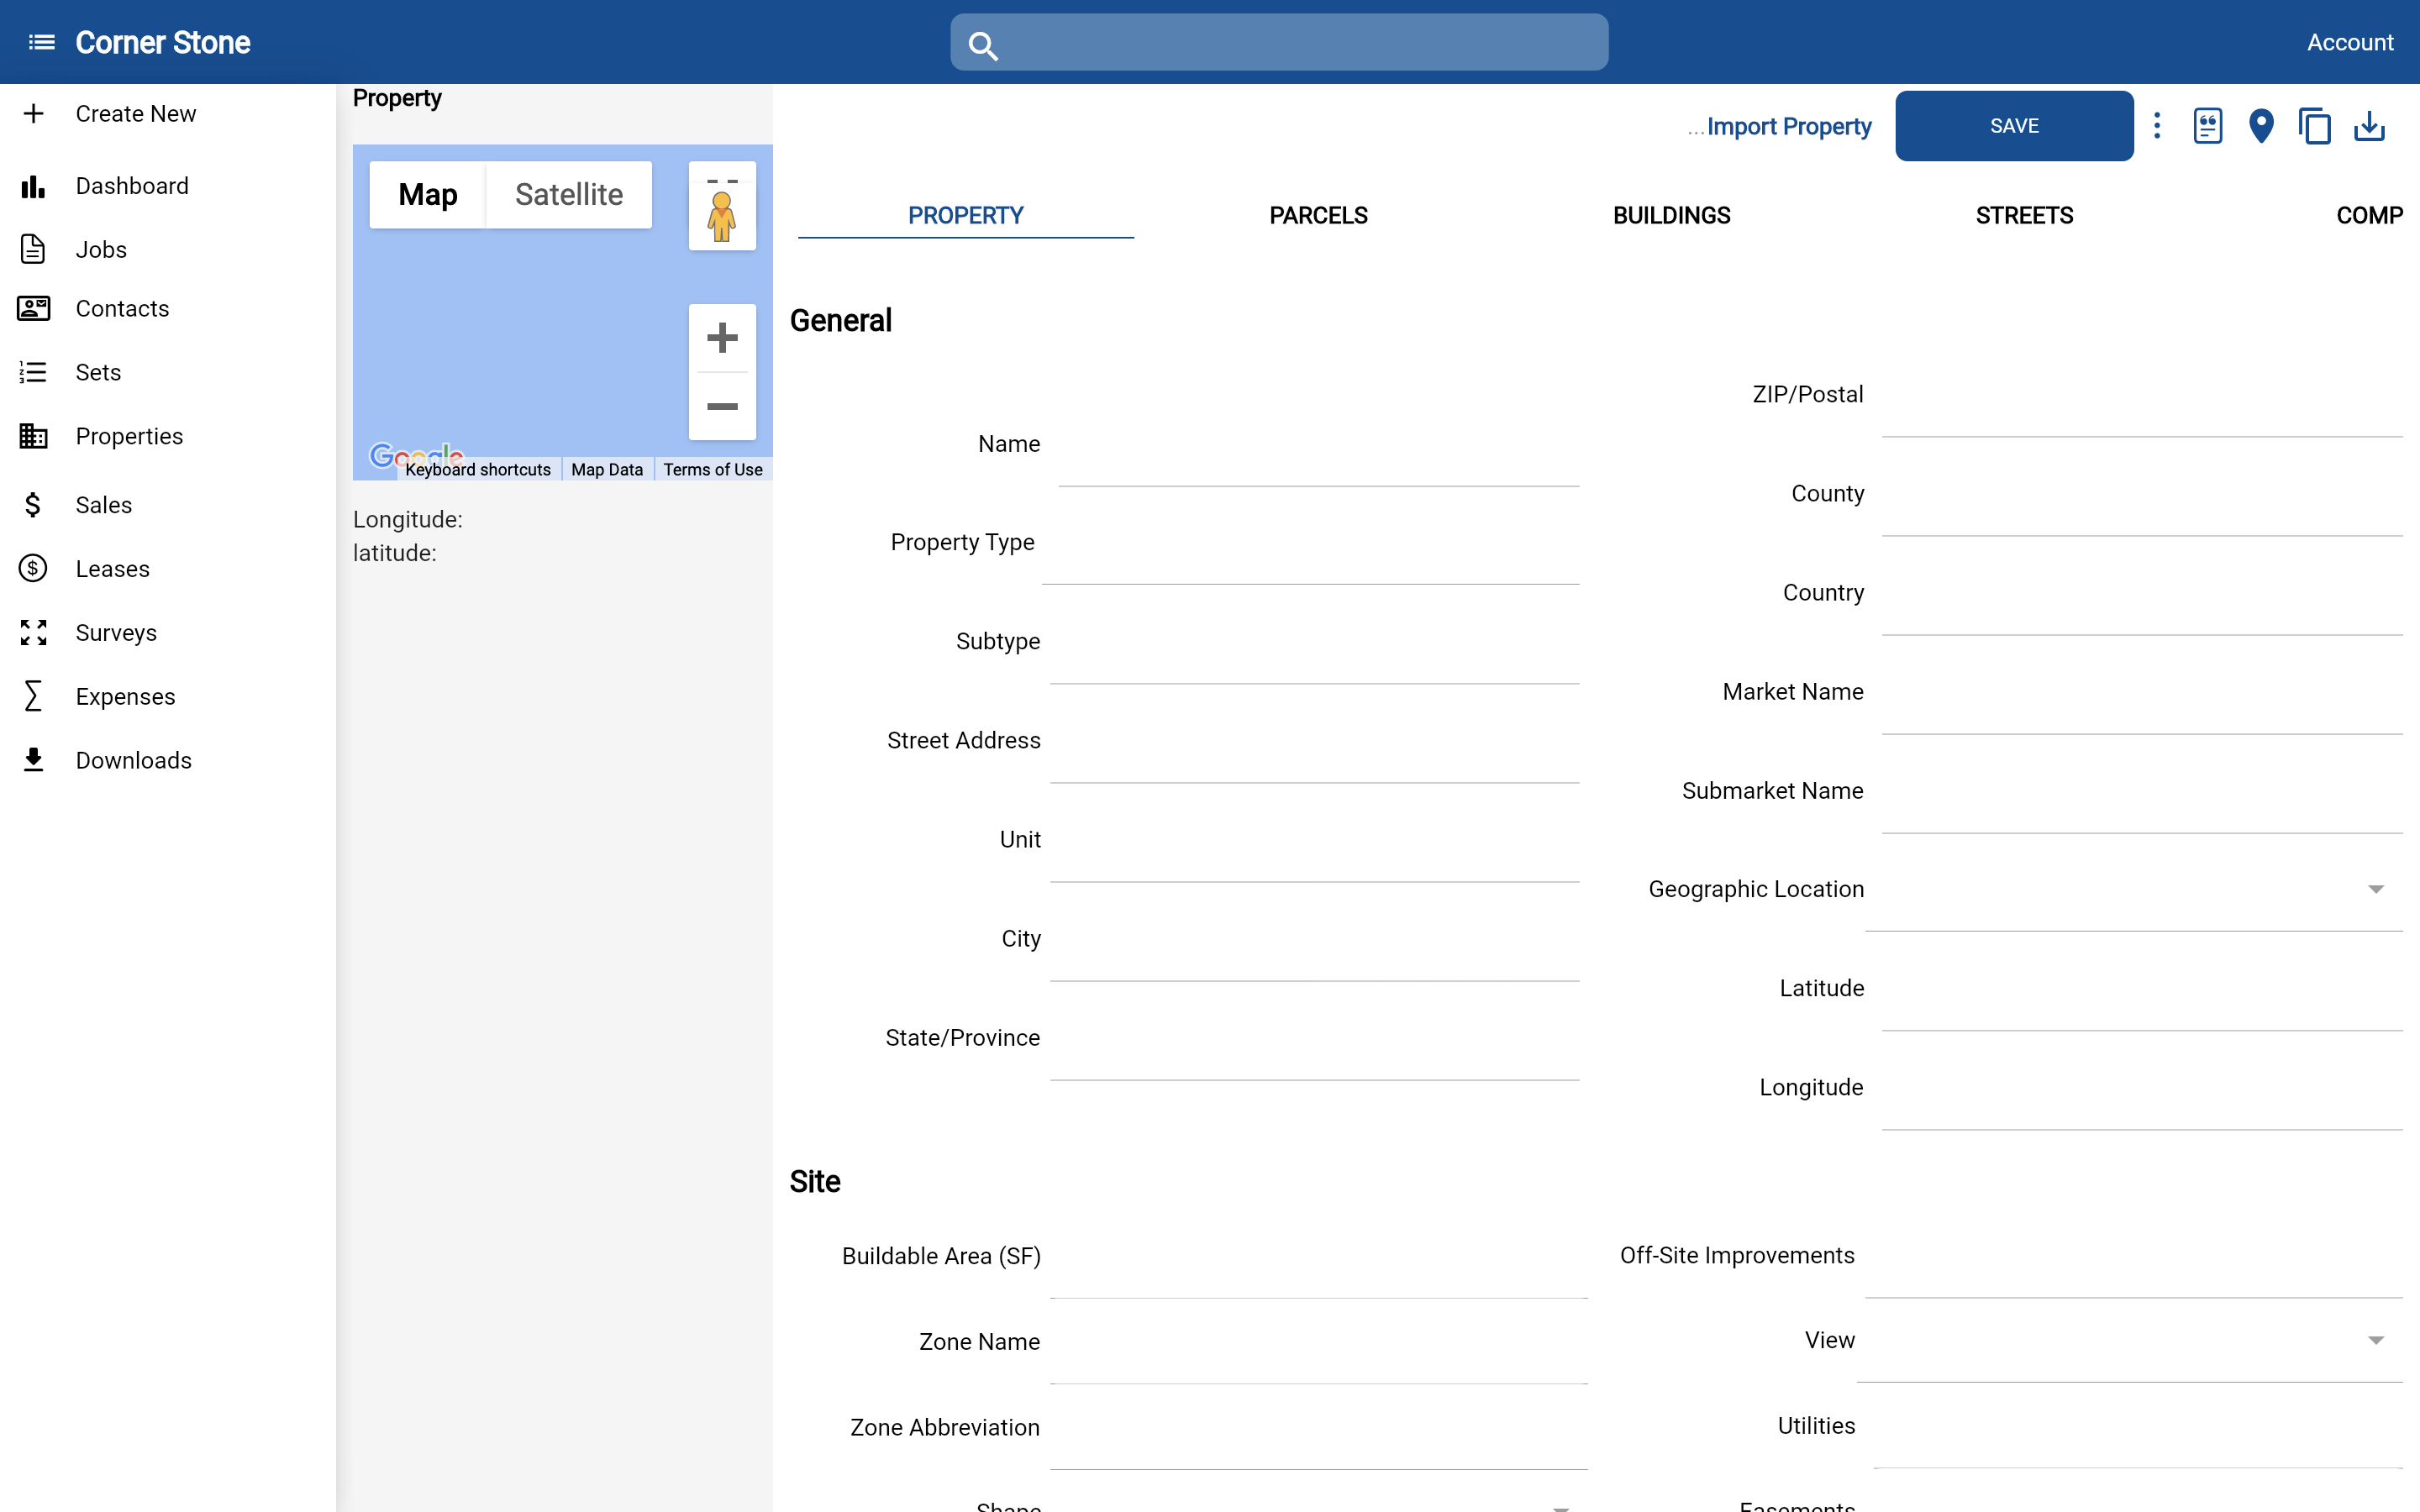 Corner Stone
Account
Create New
Dashboard
Jobs
Contacts
Sets
Properties
Sales
Leases
Surveys
Expenses
Downloads
Property
Map
Satellite
Google
Keyboard shortcuts
Map Data
Terms of Use
Longitude:
latitude:
...Import Property
SAVE
PROPERTY
PARCELS
BUILDINGS
STREETS
COMP
General
Name
Property Type
Subtype
Street Address
Unit
City
State/Province
ZIP/Postal
County
Country
Market Name
Submarket Name
Geographic Location
Latitude
Longitude
Site
Buildable Area (SF)
Zone Name
Zone Abbreviation
Shape
Off-Site Improvements
View
Utilities
Easements